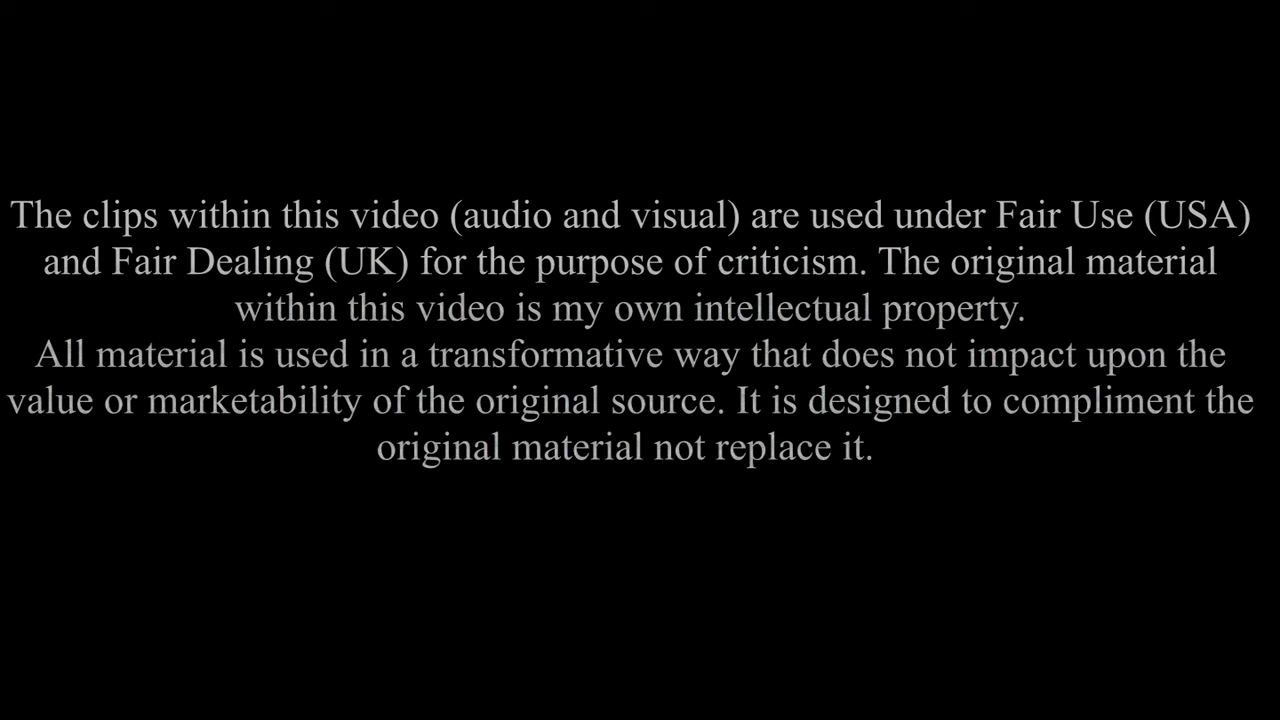 The clips within this video (audio and visual) are used under Fair Use (USA)
and Fair Dealing (UK) for the purpose of criticism. The original material
within this video is my own intellectual property.
All material is used in a transformative way that does not impact upon the
value or marketability of the original source. It is designed to compliment the
original material not replace it.